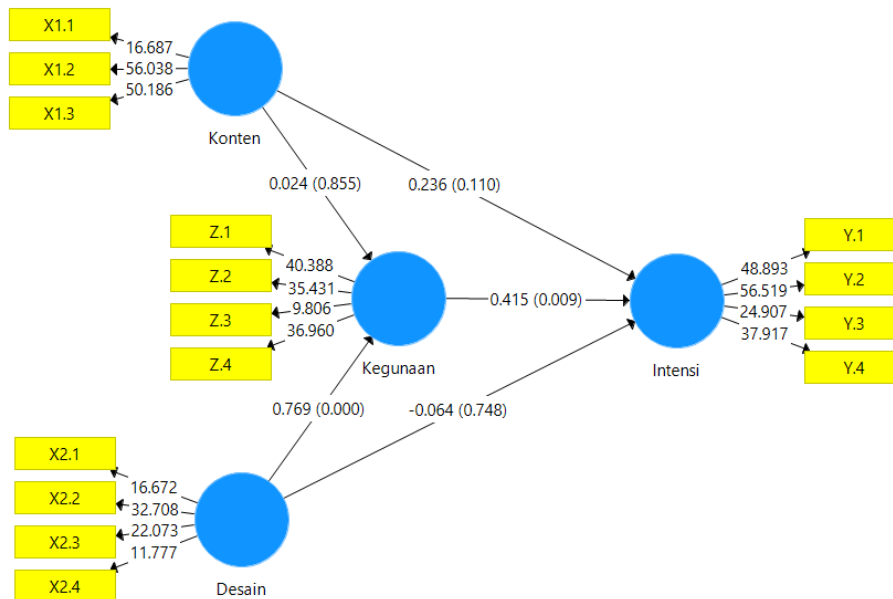 X1.1
16.687
X1.2
56.038
X1.3
50.186
Konten
0.024 (0.855)
0.236 (0.110)
Z.1
40.388
Z.2
35.431
Z.3
9.806
Z.4
36.960
Kegunaan
0.415 (0.009)
Intensi
48.893
Y.1
56.519
Y.2
24.907
Y.3
37.917
Y.4
0.769 (0.000)
-0.064 (0.748)
X2.1
16.672
X2.2
32.708
X2.3
22.073
X2.4
11.777
Desain